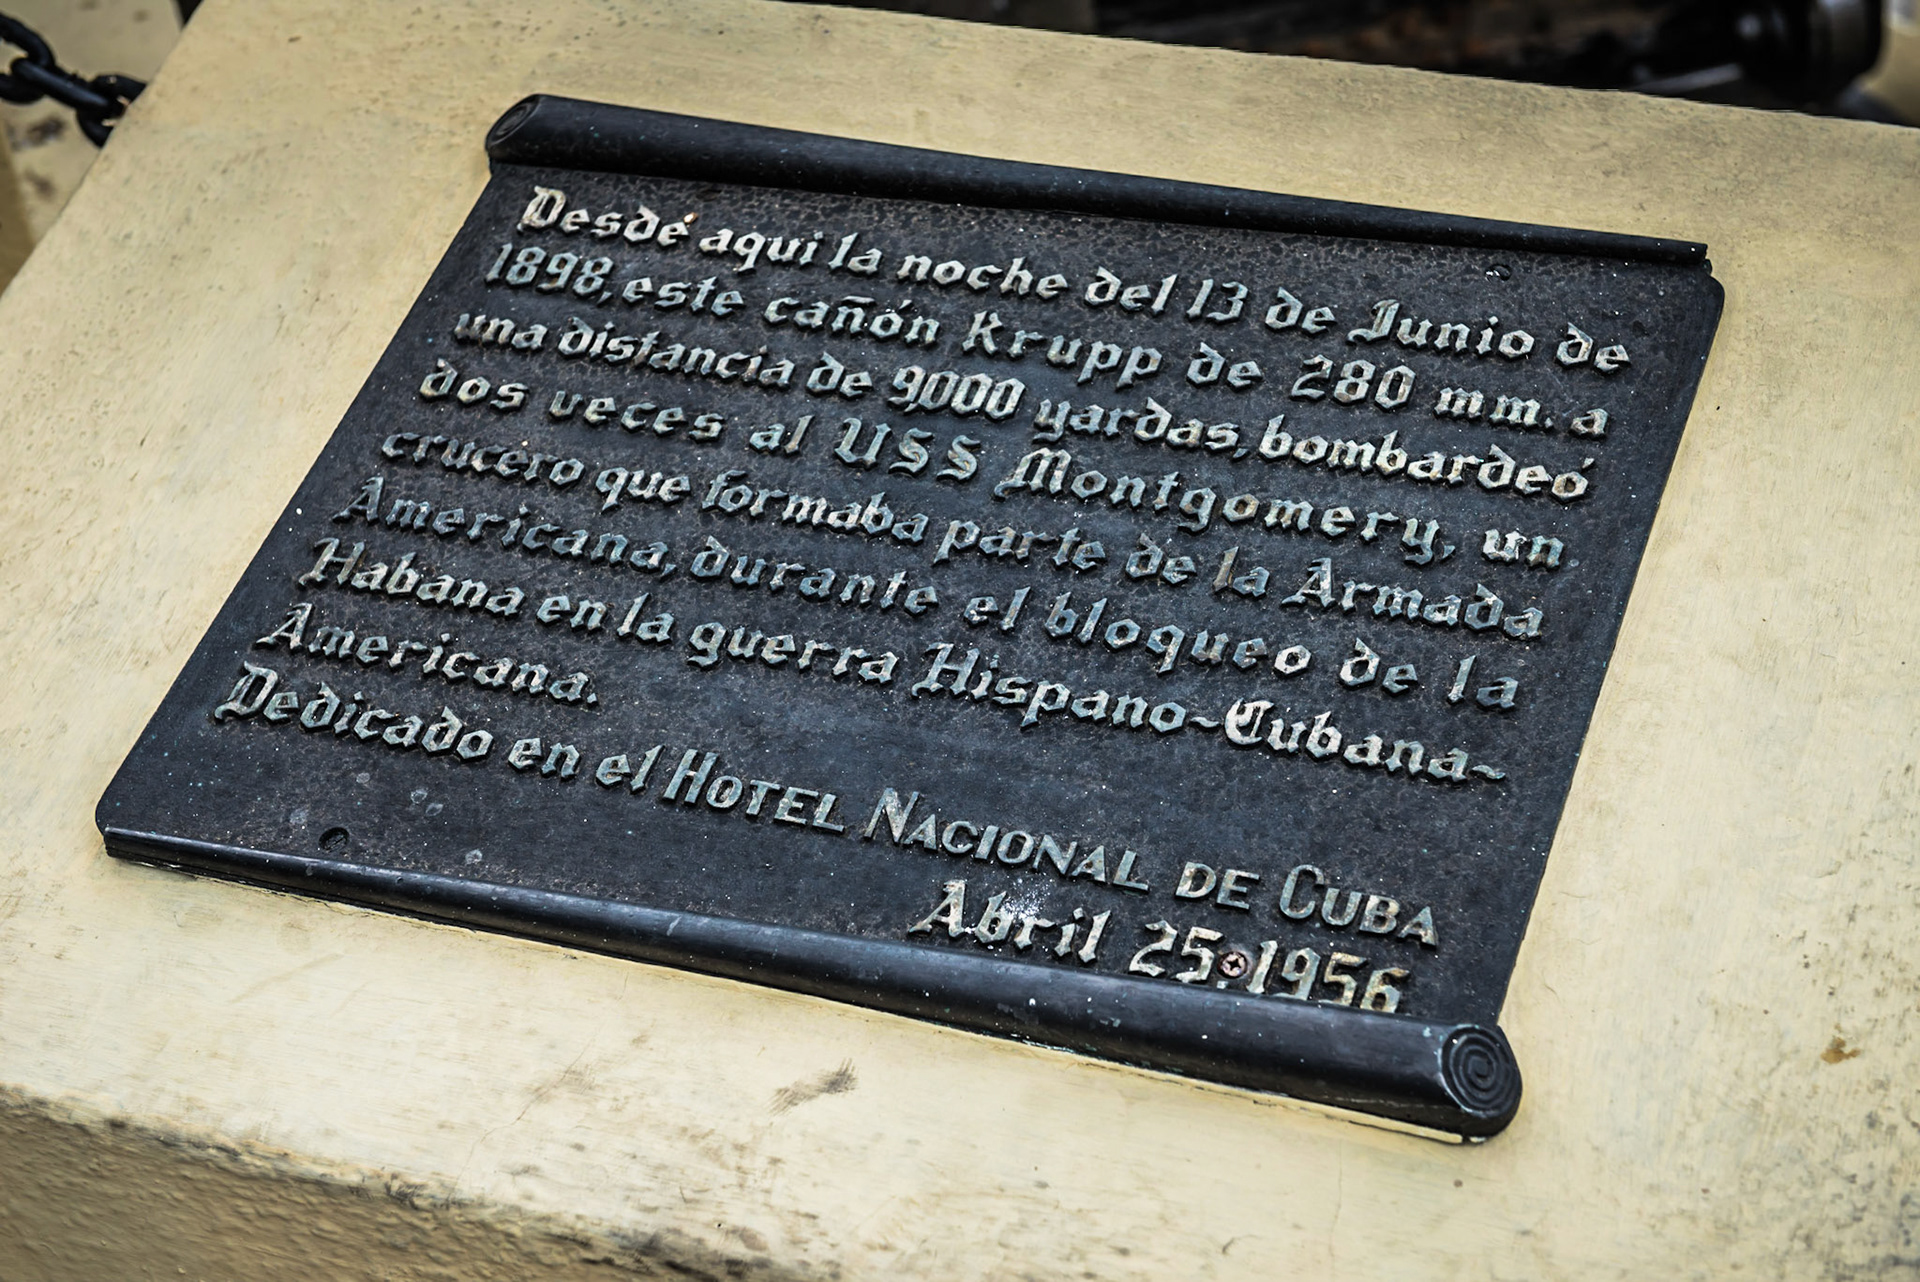 Desdé aqui la noche del 13 de Junio de
1898, este cañón Krupp de 280 mm. a
una distancia de 9,000 yardas, bombardeó
dos veces al USS Montgomery, un
crucero que formaba parte de la Armada
Americana, durante el bloqueo de la
Habana en la guerra Hispano~Cubana~
Americana.
Dedicado en el HOTEL NACIONAL DE CUBA
Abril 25, 1956